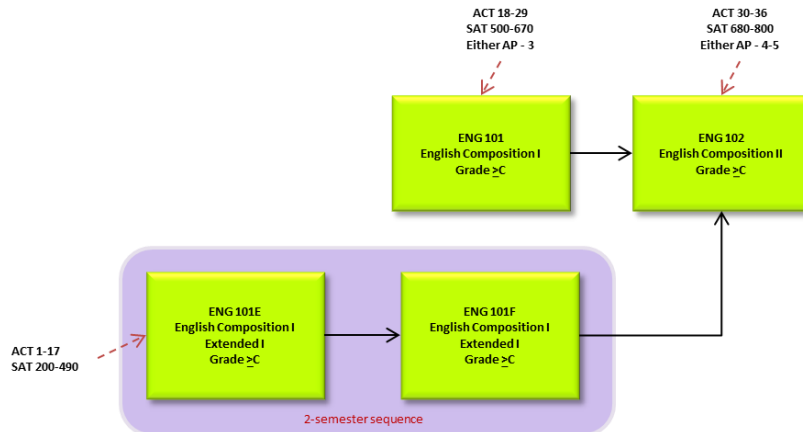 ACT 18-29
SAT 500-670
Either AP - 3
ACT 30-36
SAT 680-800
Either AP - 4-5
ENG 101
English Composition I
Grade >C
ENG 102
English Composition II
Grade >C
ENG 101E
English Composition I
Extended I
Grade >C
ENG 101F
English Composition I
Extended I
Grade >C
ACT 1-17
SAT 200-490
2-semester sequence